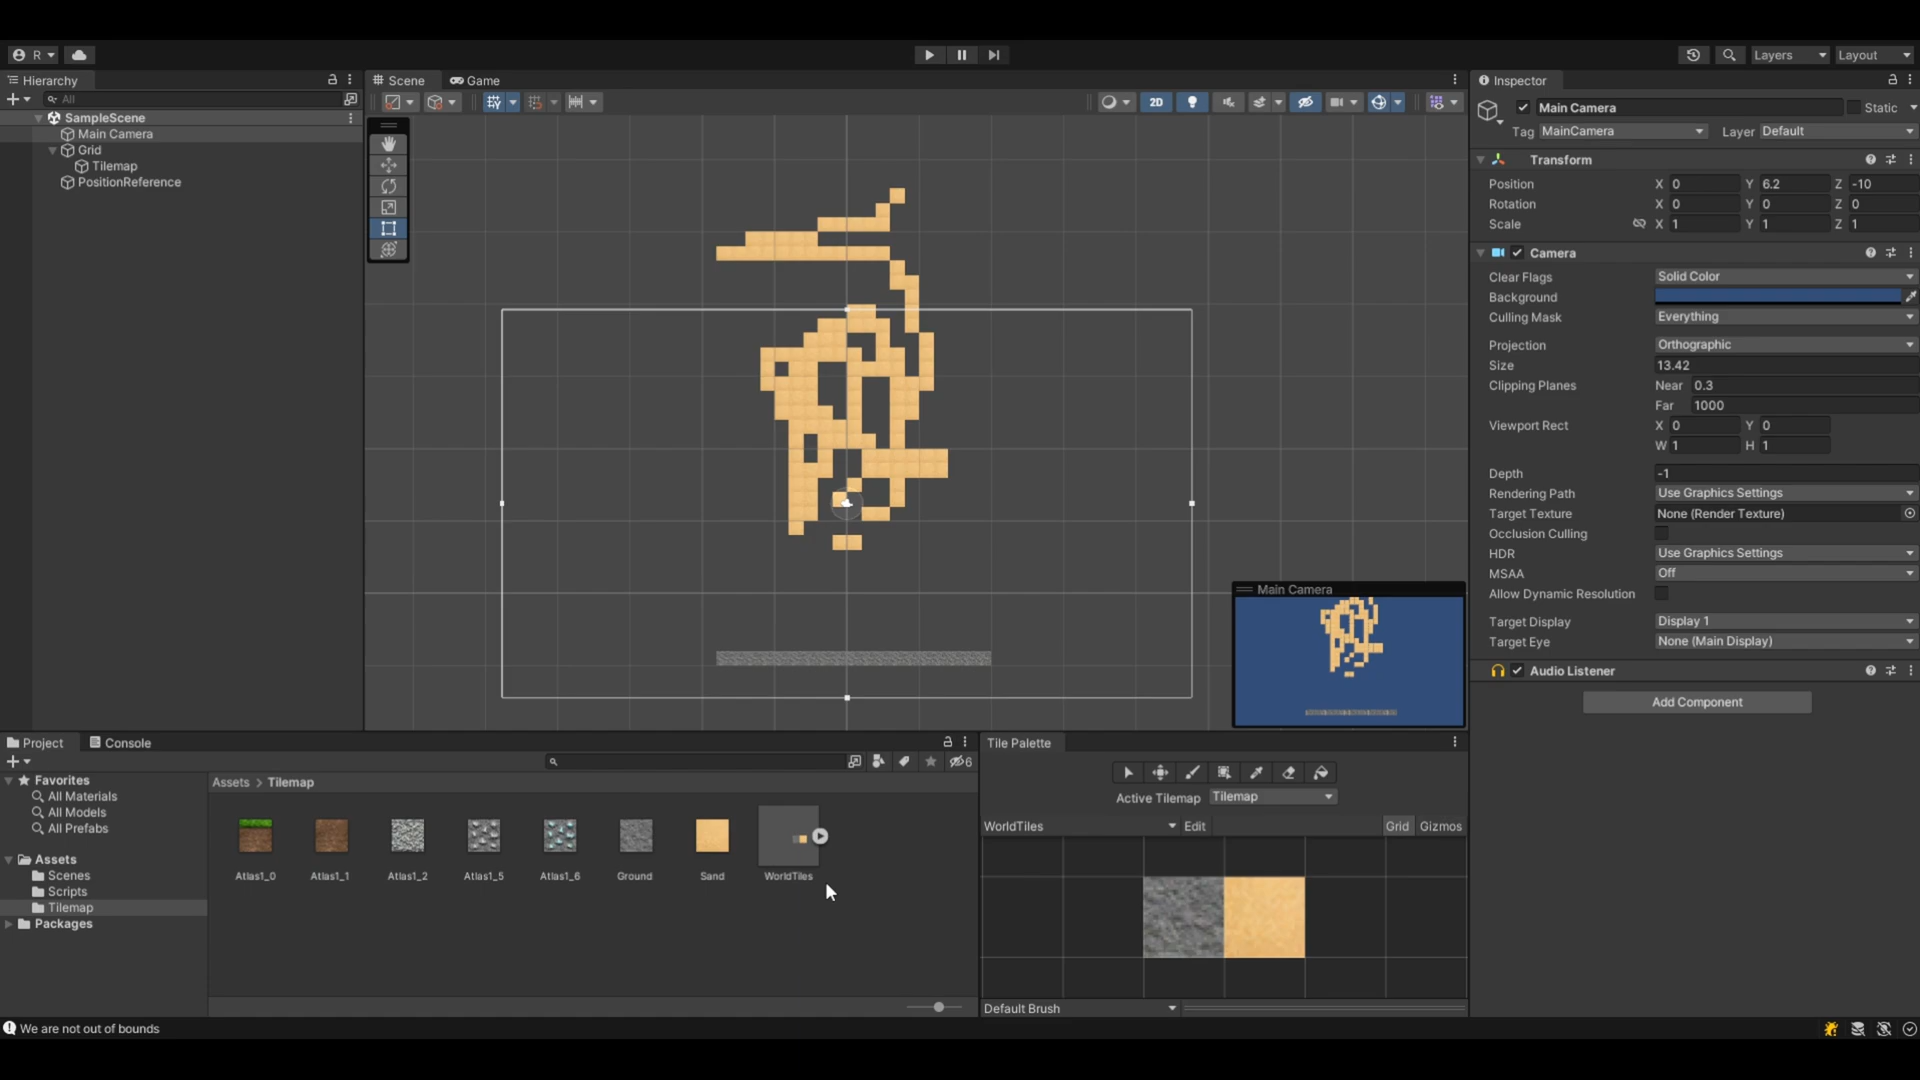 R
Layers
Layout
Hierarchy
All
SampleScene
Main Camera
Grid
Tilemap
PositionReference
Scene
Game
2D
Main Camera
Inspector
Main Camera
Static
Tag
MainCamera
Layer
Default
Transform
Position
X
0
Y
6.2
Z
-10
Rotation
X
0
Y
0
Z
0
Scale
X
1
Y
1
Z
1
Camera
Clear Flags
Solid Color
Background
Culling Mask
Everything
Projection
Orthographic
Size
13.42
Clipping Planes
Near
0.3
Far
1000
Viewport Rect
X
0
Y
0
W
1
H
1
Depth
-1
Rendering Path
Use Graphics Settings
Target Texture
None (Render Texture)
Occlusion Culling
HDR
Use Graphics Settings
MSAA
Off
Allow Dynamic Resolution
Target Display
Display 1
Target Eye
None (Main Display)
Audio Listener
Add Component
Project
Console
6
Favorites
All Materials
All Models
All Prefabs
Assets
Scenes
Scripts
Tilemap
Packages
Assets > Tilemap
Atlas1_0
Atlas1_1
Atlas1_2
Atlas1_5
Atlas1_6
Ground
Sand
WorldTiles
Tile Palette
Active Tilemap
Tilemap
WorldTiles
Edit
Grid
Gizmos
Default Brush
We are not out of bounds